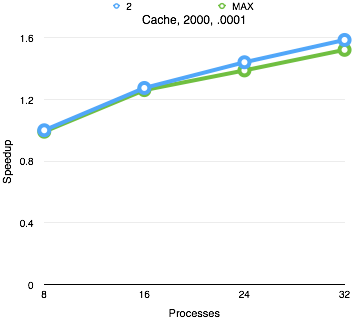 2 MAX
Cache, 2000, .0001
1.6
1.2
0.8
0.4
0
Speedup
8 16 24 32
Processes